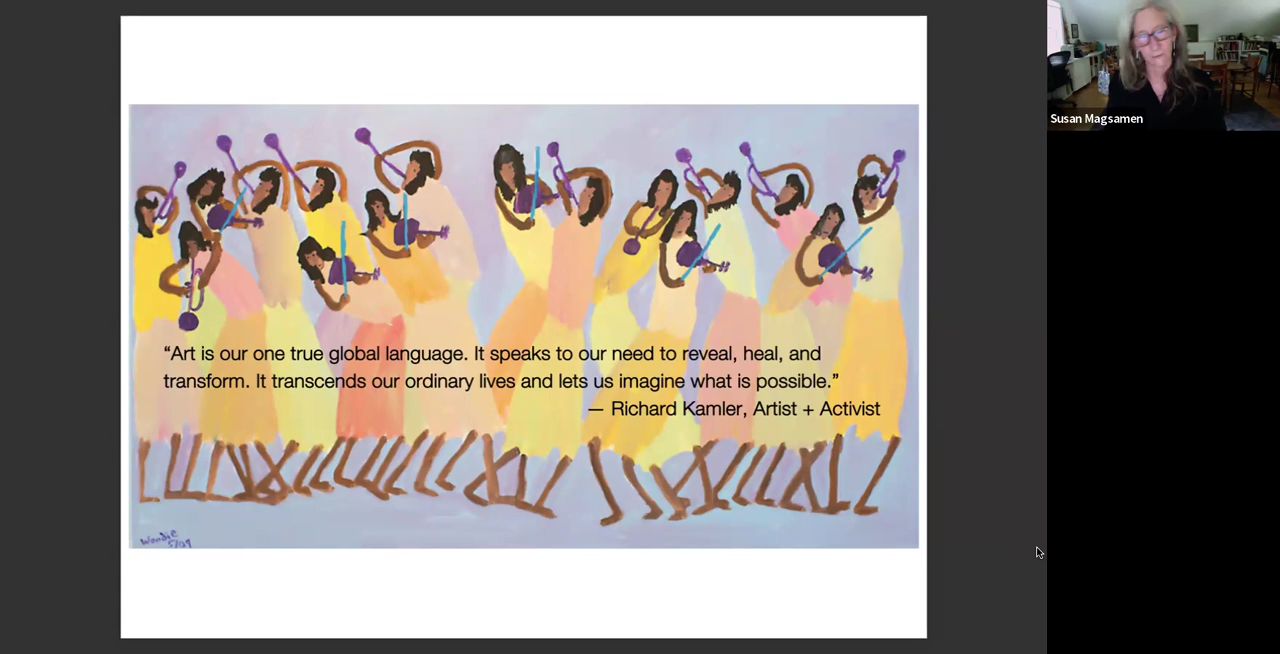 “Art is our one true global language. It speaks to our need to reveal, heal, and
transform. It transcends our ordinary lives and lets us imagine what is possible.”
— Richard Kamler, Artist + Activist
Susan Magsamen